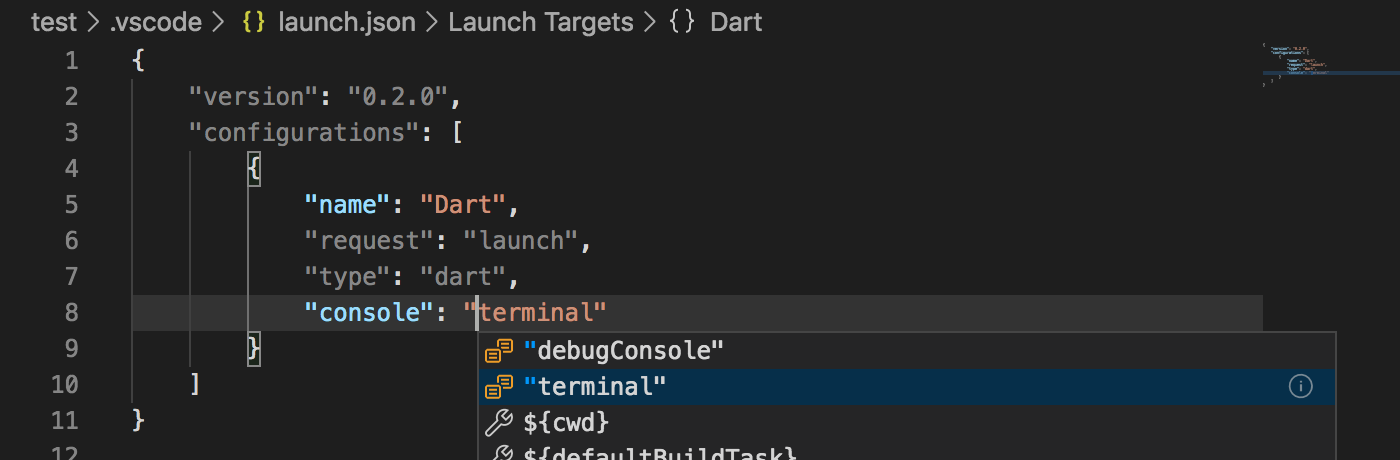 test > .vscode > {} launch.json > Launch Targets > {} Dart
1 {
2 "version": "0.2.0",
3 "configurations": [
4 {
5 "name": "Dart",
6 "request": "launch",
7 "type": "dart",
8 "console": "terminal"
9 }
10 ]
11 }
12
"debugConsole"
"terminal"
${cwd}
${defaultBuildTask}